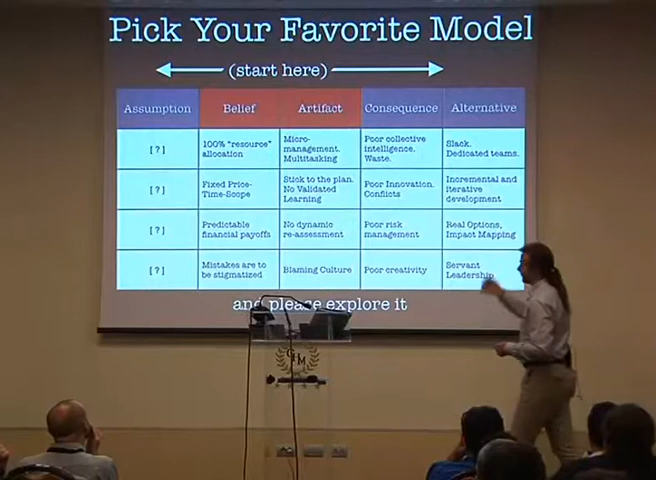 Pick Your Favorite Model
(start here)
Assumption Belief Artifact Consequence Alternative
[?]
100% "resource"
allocation
Micro-
management.
Multitasking
Poor collective
intelligence.
Waste.
Slack.
Dedicated teams.
[?]
Fixed Price-
Time-Scope
Stick to the plan.
No Validated
Learning
Poor Innovation.
Conflicts
Incremental and
iterative
development
[?]
Predictable
financial payoffs
No dynamic
re-assessment
Poor risk
management
Real Options,
Impact Mapping
[?]
Mistakes are to
be stigmatized
Blaming Culture
Poor creativity
Servant
Leadership
and please explore it
GHM